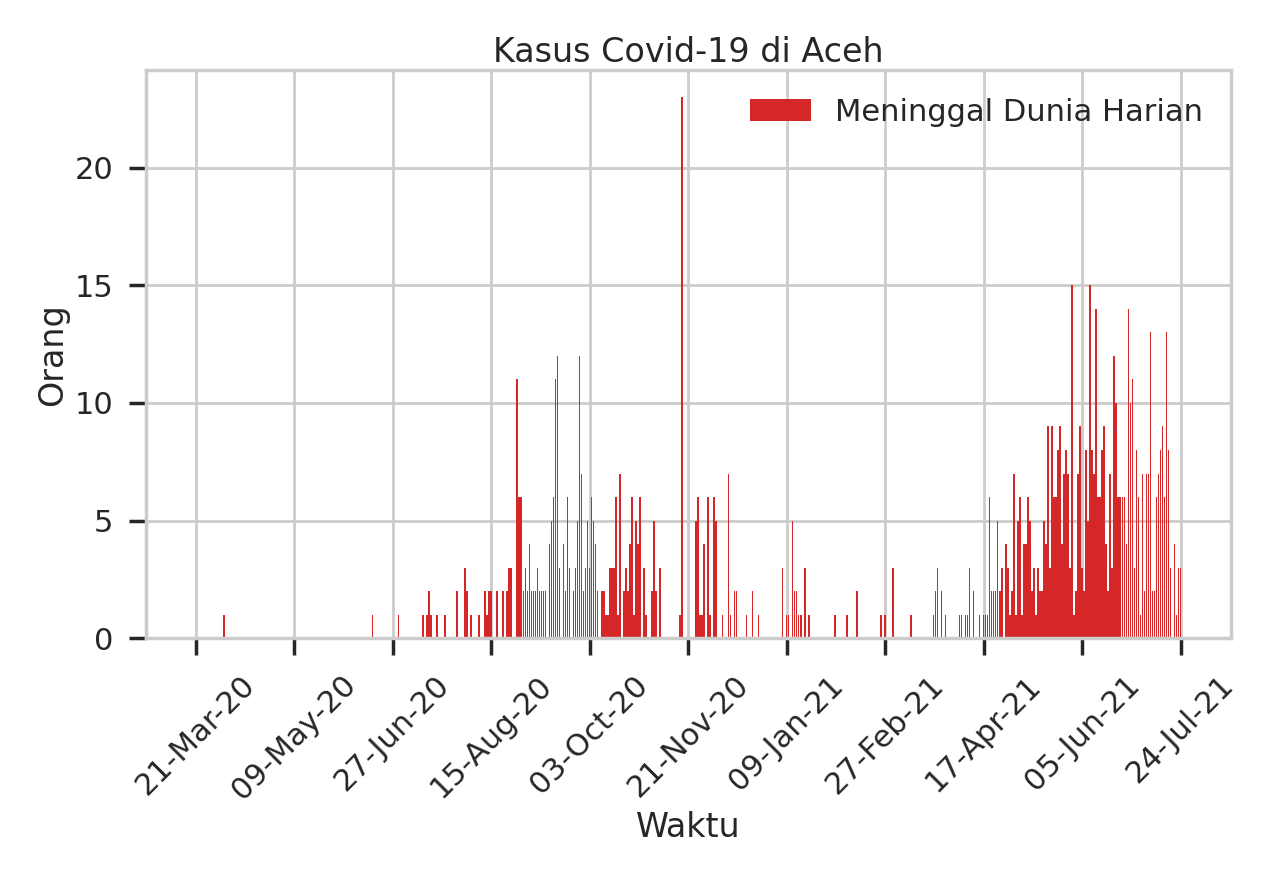 Kasus Covid-19 di Aceh
Meninggal Dunia Harian
Orang
20
15
10
5
0
21-Mar-20
09-May-20
27-Jun-20
15-Aug-20
03-Oct-20
21-Nov-20
09-Jan-21
27-Feb-21
17-Apr-21
05-Jun-21
24-Jul-21
Waktu